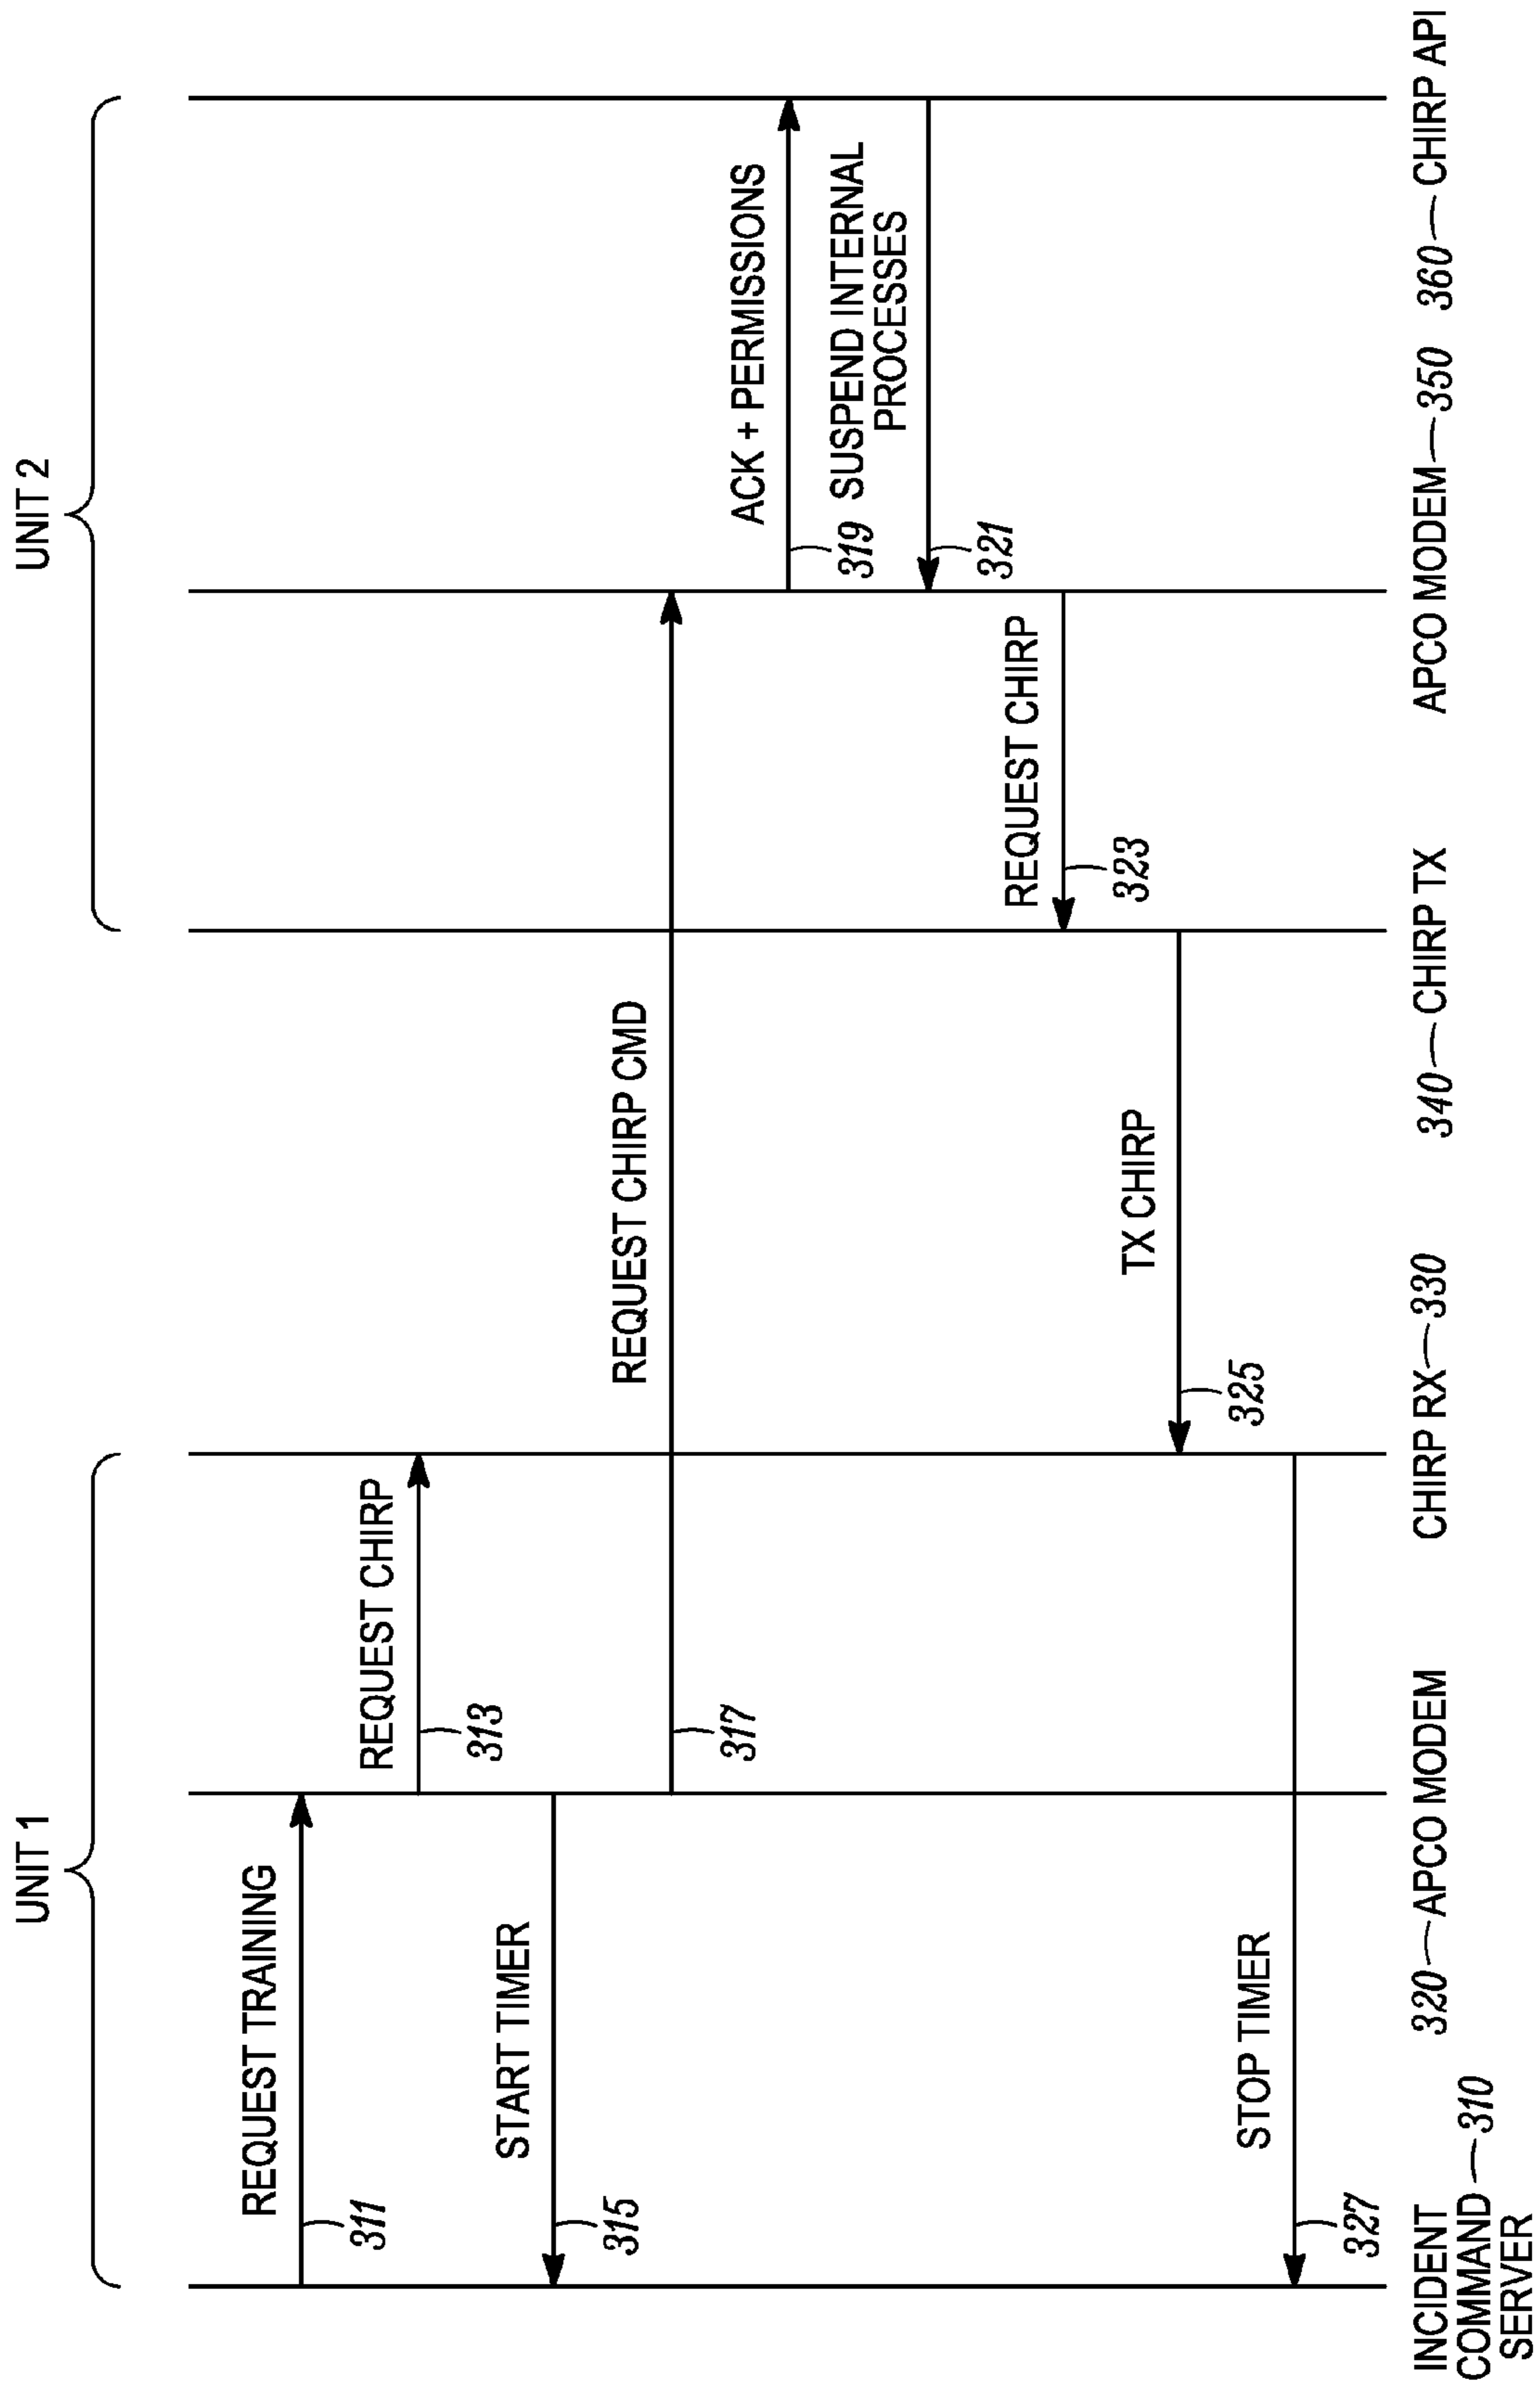 UNIT 1
UNIT 2
REQUEST TRAINING
311
REQUEST CHIRP
313
START TIMER
315
REQUEST CHIRP CMD
317
ACK + PERMISSIONS
319
SUSPEND INTERNAL
PROCESSES
321
REQUEST CHIRP
323
TX CHIRP
325
STOP TIMER
327
INCIDENT
COMMAND 310
SERVER
320 APCO MODEM
CHIRP RX 330
340 CHIRP TX
APCO MODEM 350
360 CHIRP API